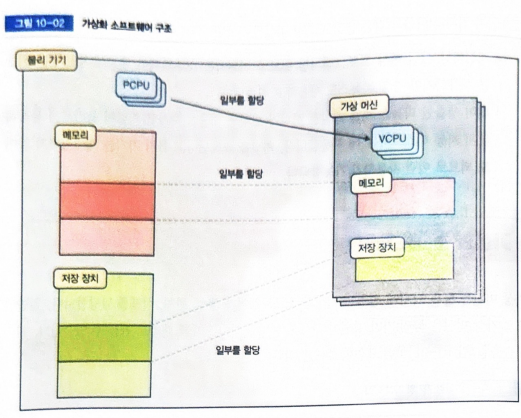 그림 10-02 가상화 소프트웨어 구조
물리 기기
PCPU
일부를 할당
가상 머신
VCPU
메모리
일부를 할당
메모리
저장 장치
저장 장치
일부를 할당